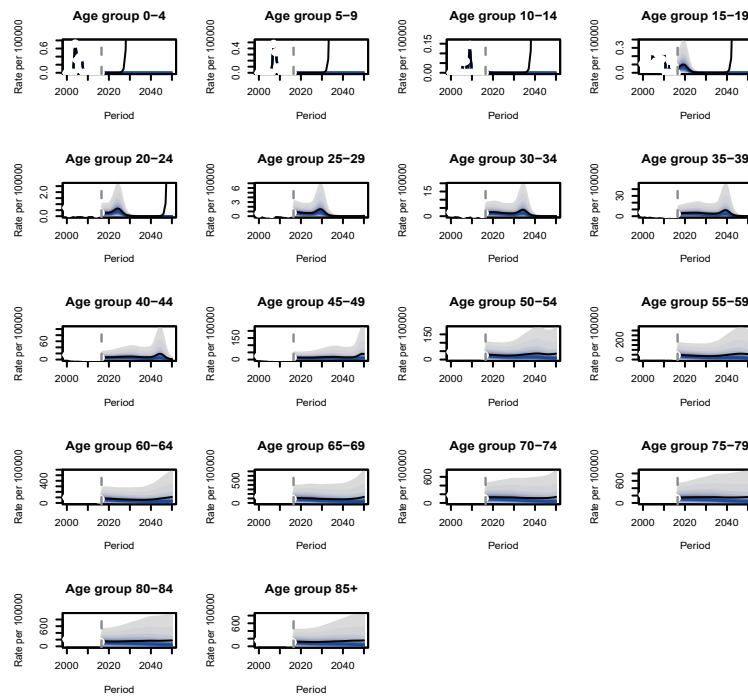 Age group 0−4
Age group 5−9
Age group 10−14
Age group 15−19
Rate per 100000
0.0 0.6
2000 2020 2040
Period
Rate per 100000
0.0 0.4
2000 2020 2040
Period
Rate per 100000
0.00 0.15
2000 2020 2040
Period
Rate per 100000
0.0 0.3
2000 2020 2040
Period
Age group 20−24
Age group 25−29
Age group 30−34
Age group 35−39
Rate per 100000
0.0 2.0
2000 2020 2040
Period
Rate per 100000
0 3 6
2000 2020 2040
Period
Rate per 100000
0 15
2000 2020 2040
Period
Rate per 100000
0 30
2000 2020 2040
Period
Age group 40−44
Age group 45−49
Age group 50−54
Age group 55−59
Rate per 100000
0 60
2000 2020 2040
Period
Rate per 100000
0 150
2000 2020 2040
Period
Rate per 100000
0 150
2000 2020 2040
Period
Rate per 100000
0 200
2000 2020 2040
Period
Age group 60−64
Age group 65−69
Age group 70−74
Age group 75−79
Rate per 100000
0 400
2000 2020 2040
Period
Rate per 100000
0 500
2000 2020 2040
Period
Rate per 100000
0 600
2000 2020 2040
Period
Rate per 100000
0 600
2000 2020 2040
Period
Age group 80−84
Age group 85+
Rate per 100000
0 600
2000 2020 2040
Period
Rate per 100000
0 600
2000 2020 2040
Period